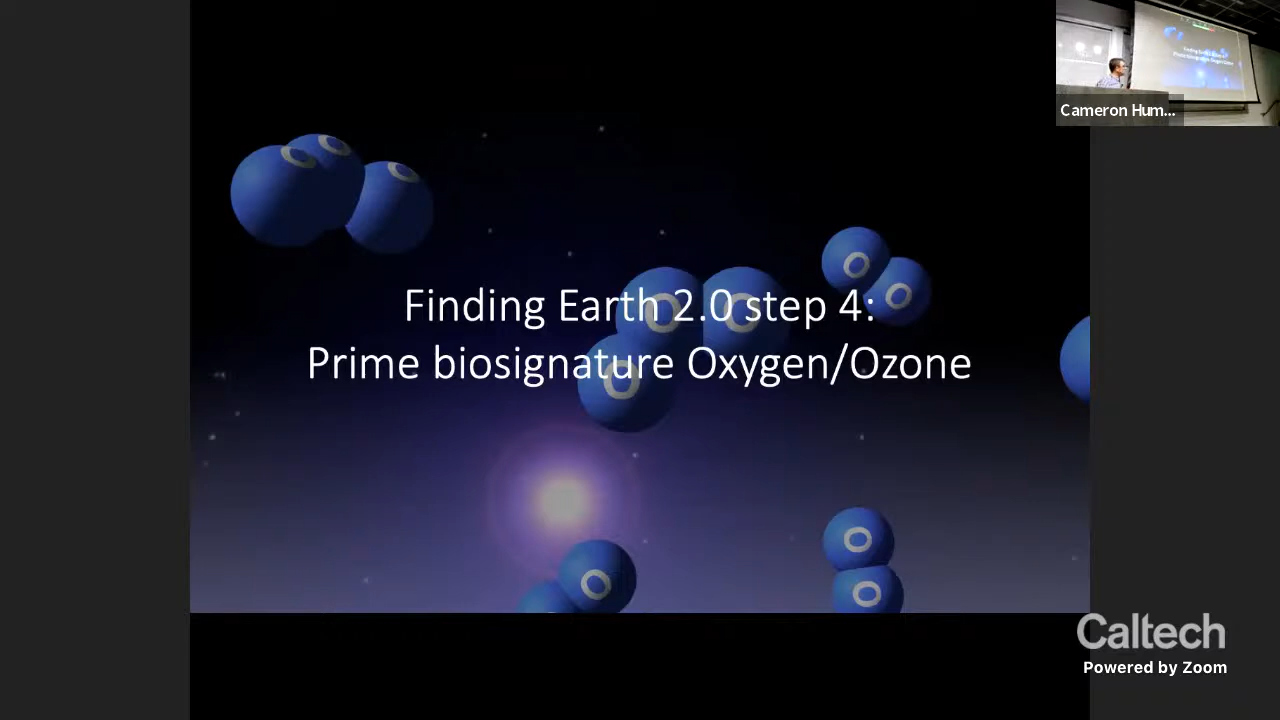 Cameron Hum...
Finding Earth 2.0 step 4:
Prime biosignature Oxygen/Ozone
O
O
O
O
O
O
O
O
O
O
O
O
Caltech
Powered by Zoom